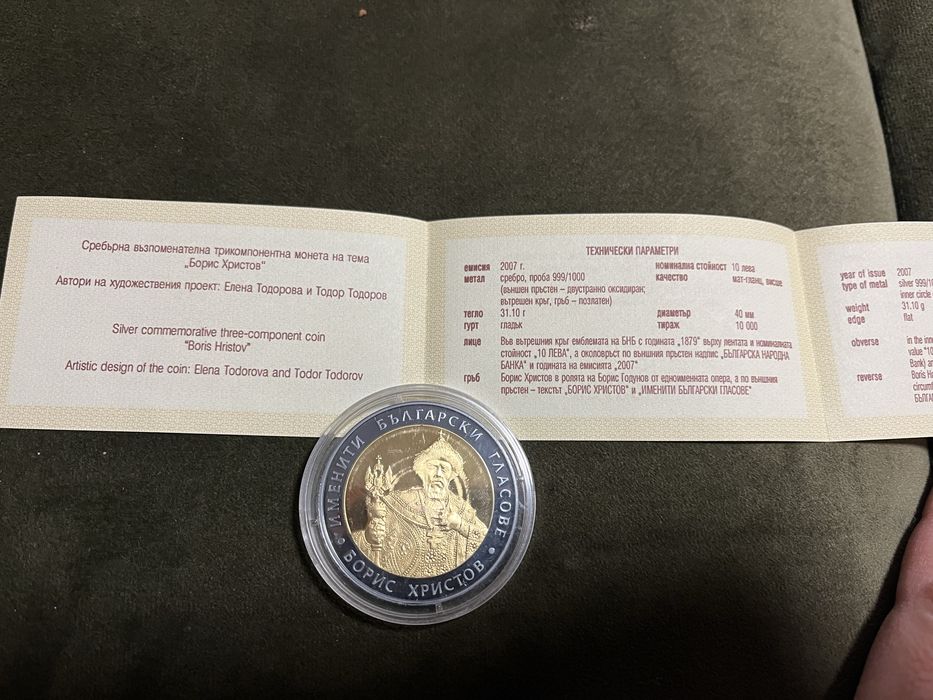 Сребърна възпоменателна трикомпонентна монета на тема
„Борис Христов“
Автори на художествения проект: Елена Тодорова и Тодор Тодоров
Silver commemorative three-component coin
"Boris Hristov"
Artistic design of the coin: Elena Todorova and Todor Todorov
ТЕХНИЧЕСКИ ПАРАМЕТРИ
емисия 2007 г. номинална стойност 10 лева
метал сребро, проба 999/1000 качество мат-гланц, висше
(външен пръстен – двустранно оксидиран;
вътрешен кръг, гръб – позлатен)
тегло 31.10 г диаметър 40 мм
гурт гладък тираж 10 000
лице Във вътрешния кръг емблемата на БНБ с годината „1879“ върху лентата и номиналната
стойност „10 ЛЕВА“, а околовръст по външния пръстен надпис „БЪЛГАРСКА НАРОДНА
БАНКА“ и годината на емисията „2007“
гръб Борис Христов в ролята на Борис Годунов от едноименната опера, а по външния
пръстен – текстът „БОРИС ХРИСТОВ“ и „ИМЕНИТИ БЪЛГАРСКИ ГЛАСОВЕ“
year of issue 2007
type of metal silver 999/10
inner circle
weight 31.10 g
edge flat
obverse in the inn
value "10
Bank) ar
reverse Boris Hri
circumf
БЪЛГА
ИМЕНИТИ БЪЛГАРСКИ ГЛАСОВЕ
БОРИС ХРИСТОВ